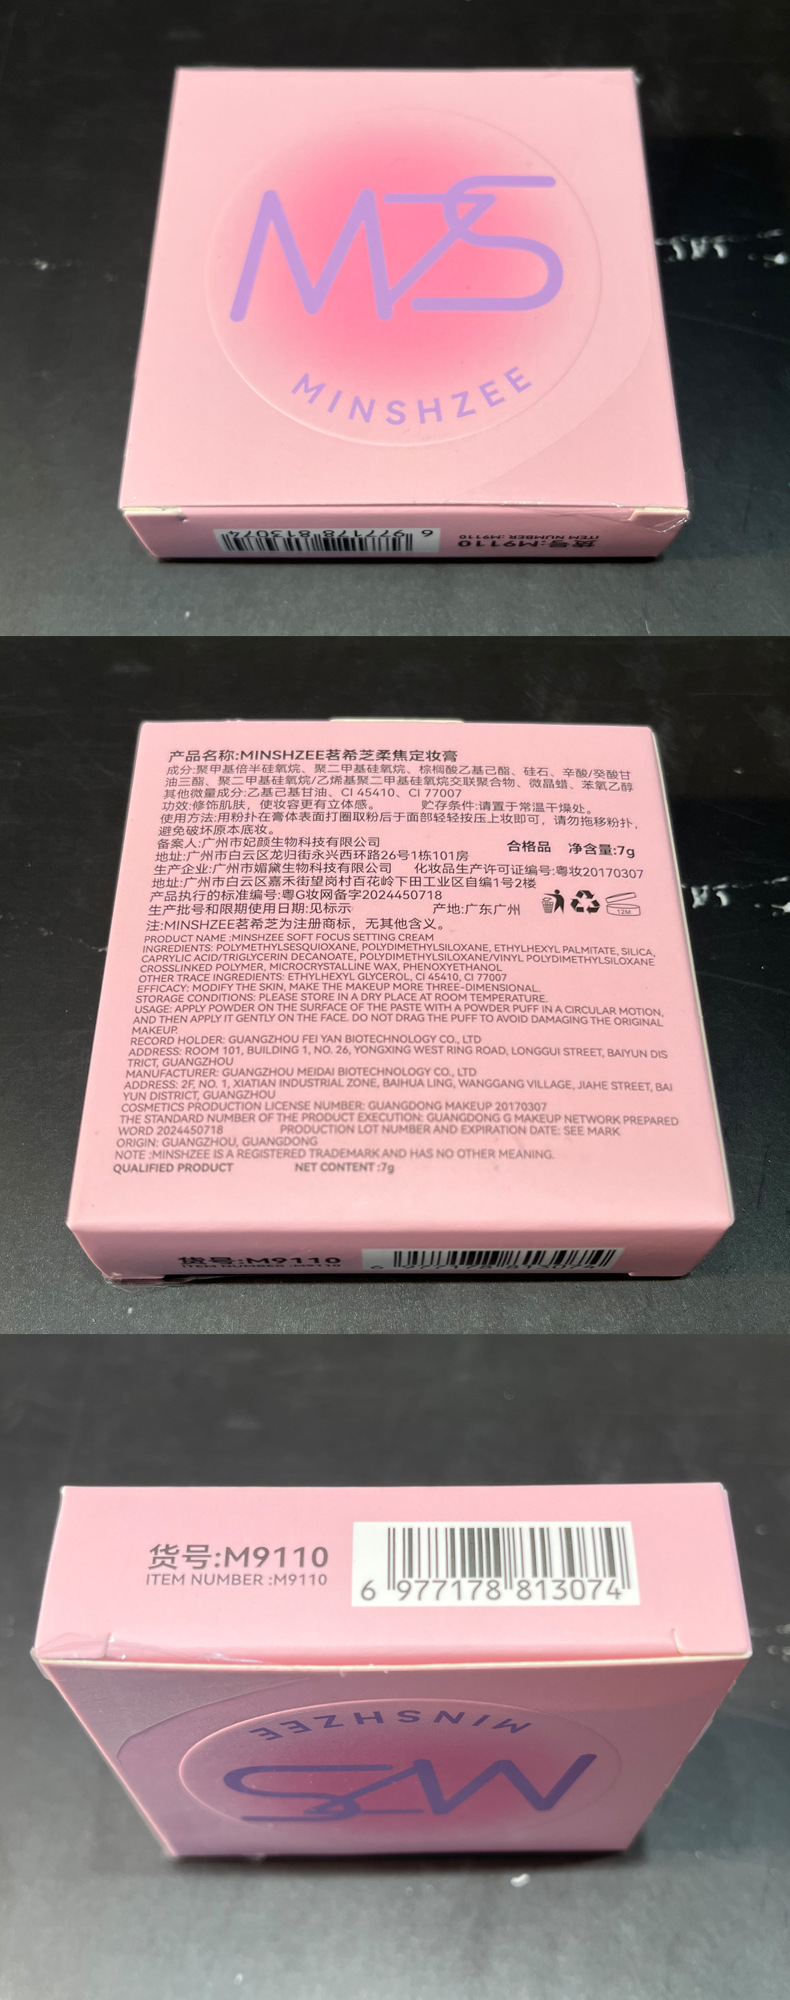 MZS
MINSHZEE
6 977178 813074
货号:M9110
ITEM NUMBER :M9110
产品名称:MINSHZEE茗希芝柔焦定妆膏
成分:聚甲基倍半硅氧烷、聚二甲基硅氧烷、棕榈酸乙基己酯、硅石、辛酸/癸酸甘
油三酯、聚二甲基硅氧烷/乙烯基聚二甲基硅氧烷交联聚合物、微晶蜡、苯氧乙醇
其他微量成分:乙基己基甘油、CI 45410、CI 77007
功效:修饰肌肤，使妆容更有立体感。 贮存条件:请置于常温干燥处。
使用方法:用粉扑在膏体表面打圈取粉后于面部轻轻按压上妆即可，请勿拖移粉扑，
避免破坏原本底妆。
备案人:广州市妃颜生物科技有限公司 合格品 净含量:7g
地址:广州市白云区龙归街永兴西环路26号1栋101房
生产企业:广州市媚黛生物科技有限公司 化妆品生产许可证编号:粤妆20170307
地址:广州市白云区嘉禾街望岗村百花岭下田工业区自编1号2楼
产品执行的标准编号:粤G妆网备字2024450718
生产批号和限期使用日期:见标示 产地:广东广州 12M
注:MINSHZEE茗希芝为注册商标，无其他含义。
PRODUCT NAME :MINSHZEE SOFT FOCUS SETTING CREAM
INGREDIENTS: POLYMETHYLSESQUIOXANE, POLYDIMETHYLSILOXANE, ETHYLHEXYL PALMITATE, SILICA,
CAPRYLIC ACID/TRIGLYCERIN DECANOATE, POLYDIMETHYLSILOXANE/VINYL POLYDIMETHYLSILOXANE
CROSSLINKED POLYMER, MICROCRYSTALLINE WAX, PHENOXYETHANOL
OTHER TRACE INGREDIENTS: ETHYLHEXYL GLYCEROL, CI 45410, CI 77007
EFFICACY: MODIFY THE SKIN, MAKE THE MAKEUP MORE THREE-DIMENSIONAL.
STORAGE CONDITIONS: PLEASE STORE IN A DRY PLACE AT ROOM TEMPERATURE.
USAGE: APPLY POWDER ON THE SURFACE OF THE PASTE WITH A POWDER PUFF IN A CIRCULAR MOTION,
AND THEN APPLY IT GENTLY ON THE FACE. DO NOT DRAG THE PUFF TO AVOID DAMAGING THE ORIGINAL
MAKEUP.
RECORD HOLDER: GUANGZHOU FEI YAN BIOTECHNOLOGY CO., LTD
ADDRESS: ROOM 101, BUILDING 1, NO. 26, YONGXING WEST RING ROAD, LONGGUI STREET, BAIYUN DIS
TRICT, GUANGZHOU
MANUFACTURER: GUANGZHOU MEIDAI BIOTECHNOLOGY CO., LTD
ADDRESS: 2F, NO. 1, XIATIAN INDUSTRIAL ZONE, BAIHUA LING, WANGGANG VILLAGE, JIAHE STREET, BAI
YUN DISTRICT, GUANGZHOU
COSMETICS PRODUCTION LICENSE NUMBER: GUANGDONG MAKEUP 20170307
THE STANDARD NUMBER OF THE PRODUCT EXECUTION: GUANGDONG G MAKEUP NETWORK PREPARED
WORD 2024450718 PRODUCTION LOT NUMBER AND EXPIRATION DATE: SEE MARK
ORIGIN: GUANGZHOU, GUANGDONG
NOTE :MINSHZEE IS A REGISTERED TRADEMARK AND HAS NO OTHER MEANING.
QUALIFIED PRODUCT NET CONTENT :7g
货号:M9110
ITEM NUMBER :M9110
6 977178 813074
货号:M9110
ITEM NUMBER :M9110
6 977178 813074
MINSHZEE
MZS